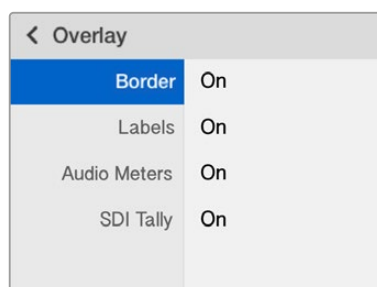 Overlay
Border On
Labels On
Audio Meters On
SDI Tally On